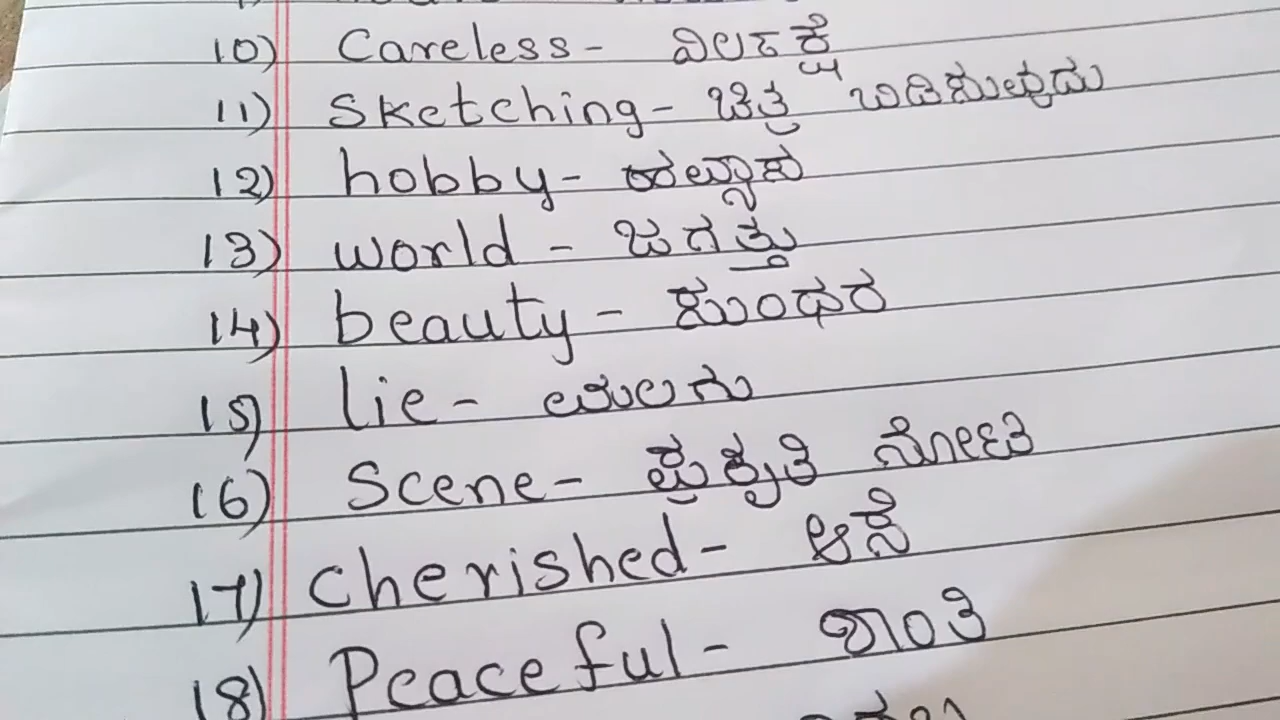 10) Careless - ವಿಲಕ್ಷೆ
11) Sketching - ಚಿತ್ರ ಬಿಡಿಸುವುದು
12) hobby - ಹವ್ಯಾಸ
13) world - ಜಗತ್ತು
14) beauty - ಸುಂಧರ
15) lie - ಮಲಗು
16) Scene - ಪ್ರಕೃತಿ ನೋಟ
17) Cherished - ಆಸೆ
18) Peaceful - ಶಾಂತಿ